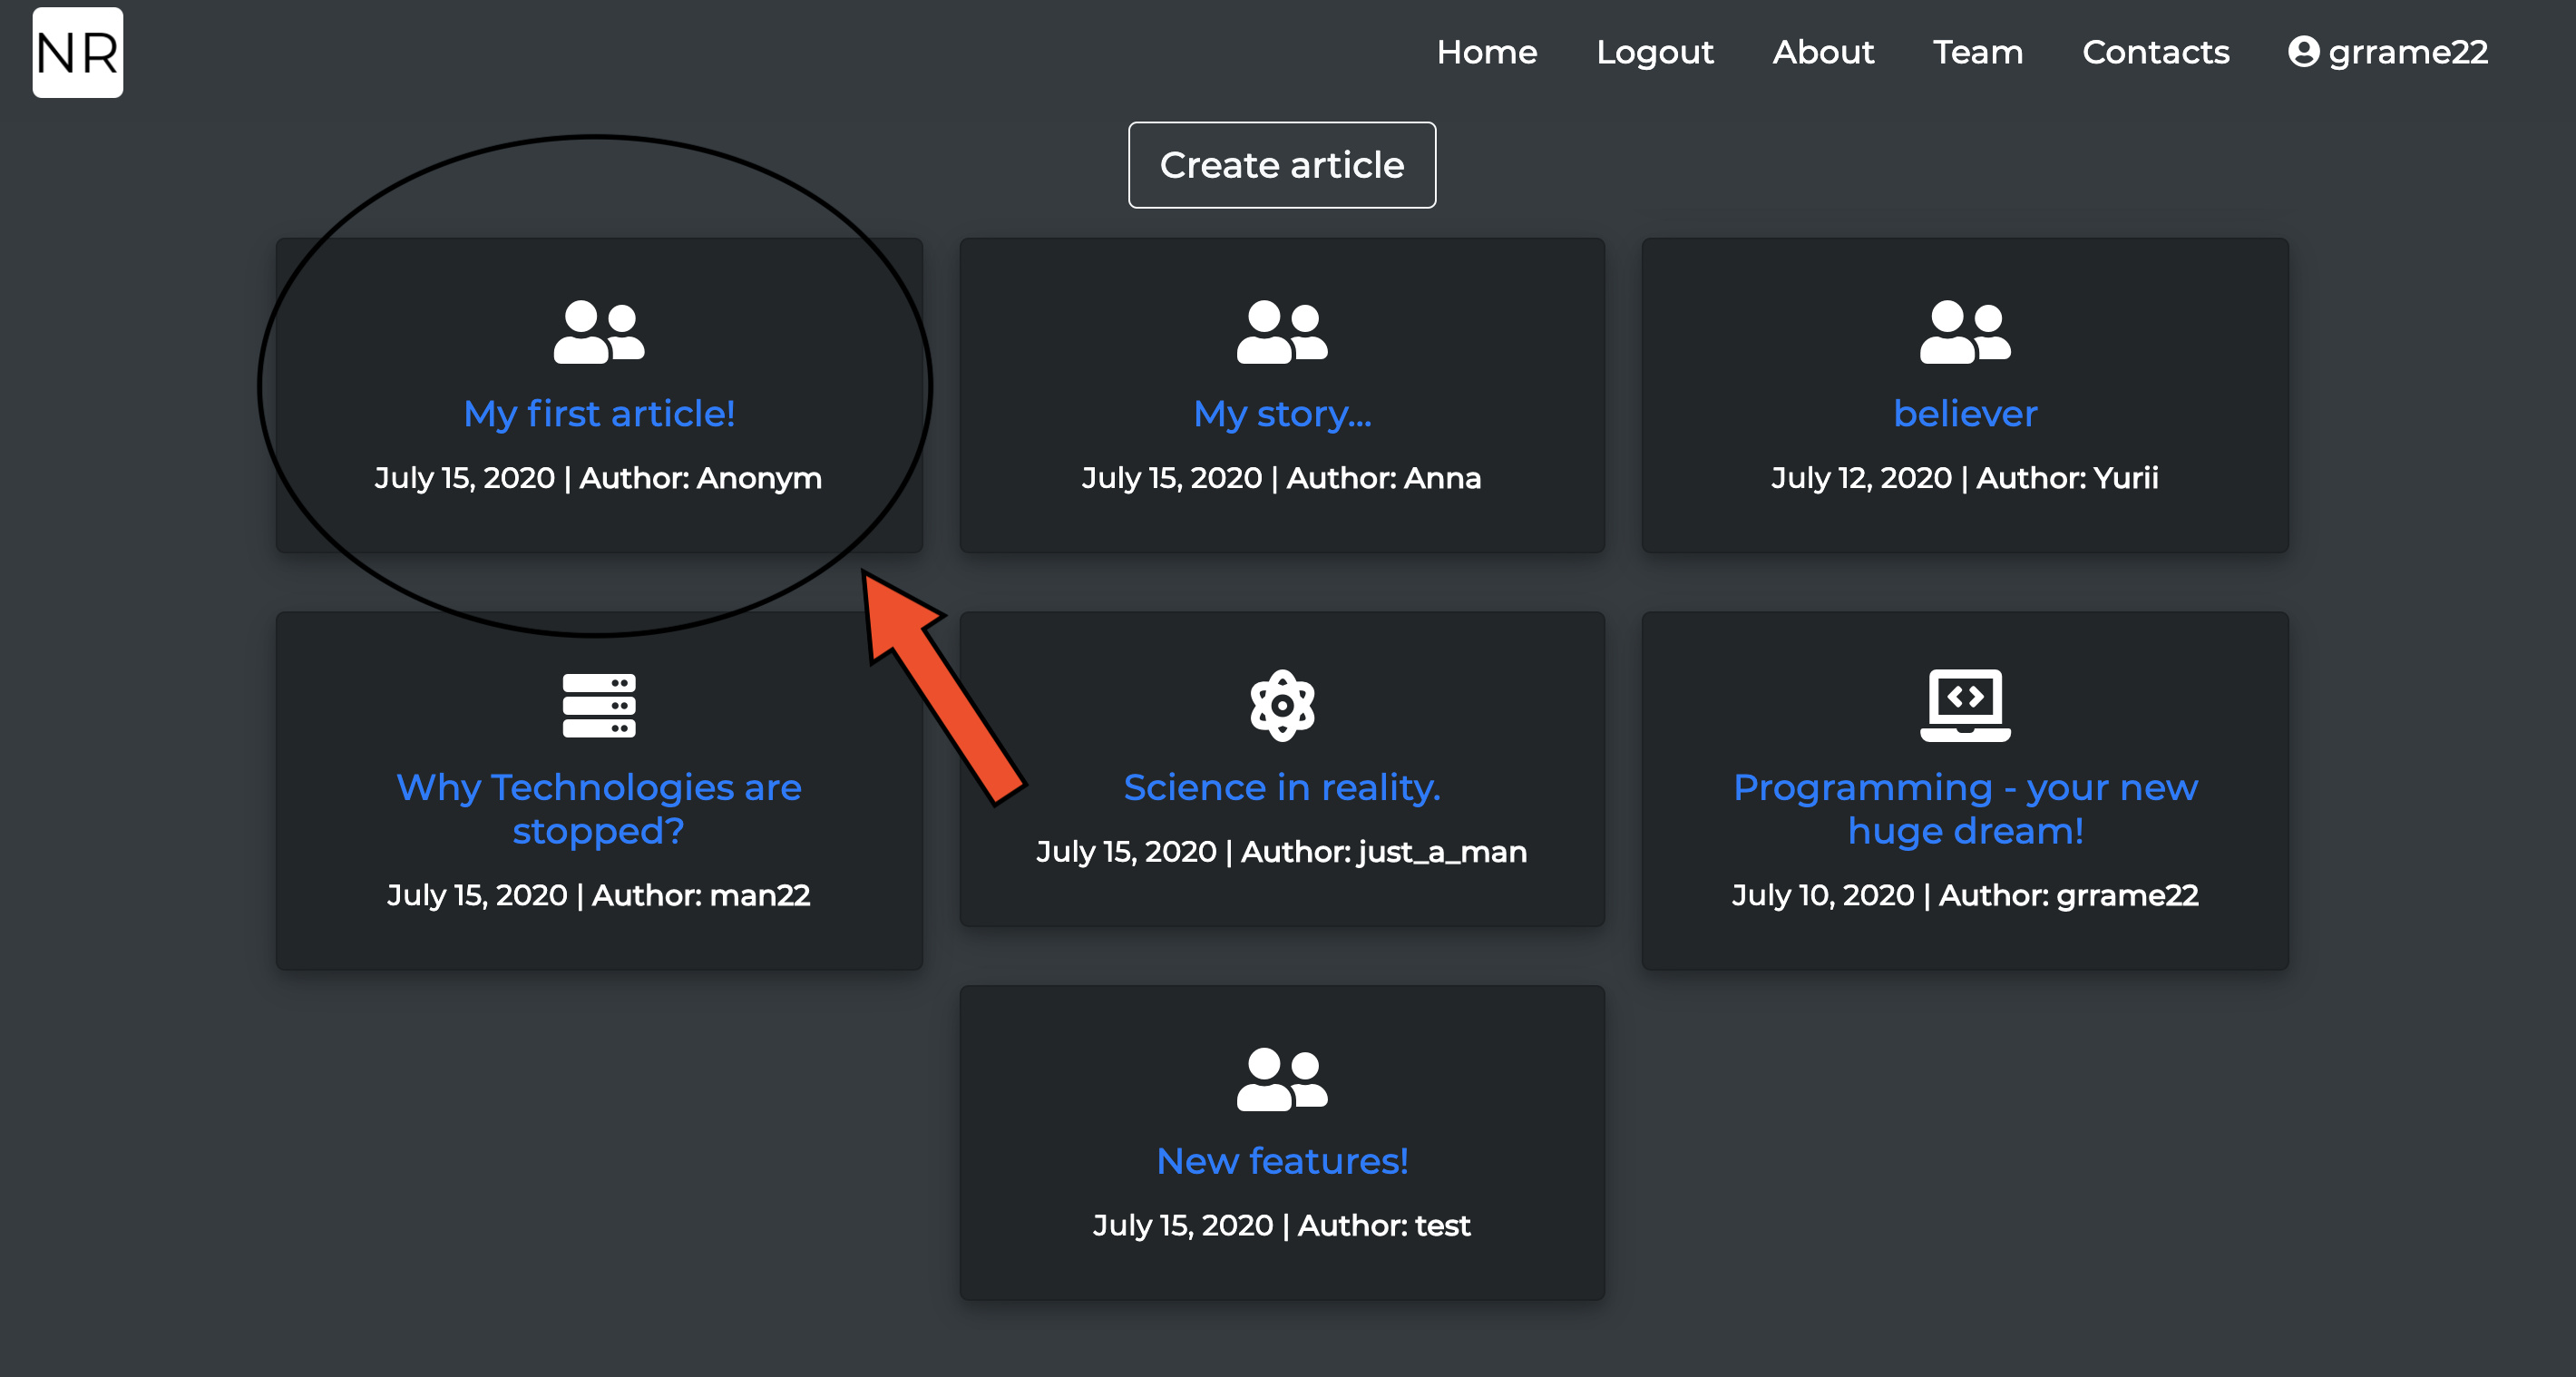 NR
Home Logout About Team Contacts grrame22
Create article
My first article!
July 15, 2020 | Author: Anonym
My story...
July 15, 2020 | Author: Anna
believer
July 12, 2020 | Author: Yurii
Why Technologies are
stopped?
July 15, 2020 | Author: man22
Science in reality.
July 15, 2020 | Author: just_a_man
Programming - your new
huge dream!
July 10, 2020 | Author: grrame22
New features!
July 15, 2020 | Author: test